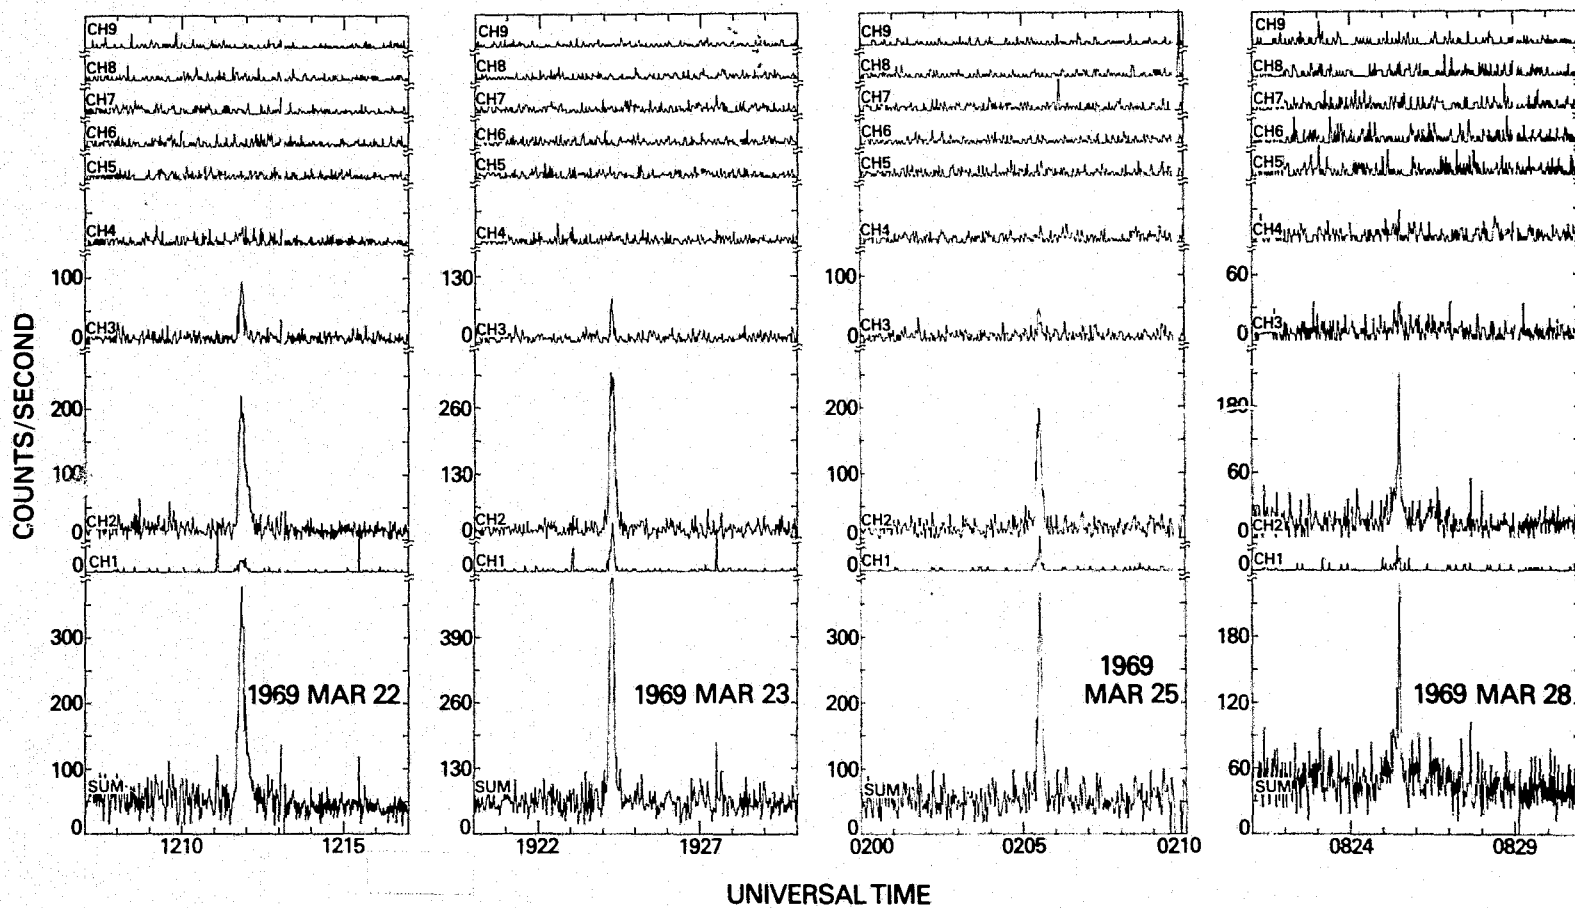 COUNTS/SECOND
CH9
CH8
CH7
CH6
CH5
CH4
100
0
CH3
200
100
0
CH2
0
CH1
300
200
100
0
SUM
1969 MAR 22
1210
1215
CH9
CH8
CH7
CH6
CH5
CH4
130
0
CH3
260
130
0
CH2
0
CH1
390
260
130
0
SUM
1969 MAR 23
1922
1927
CH9
CH8
CH7
CH6
CH5
CH4
100
0
CH3
200
100
0
CH2
0
CH1
300
200
100
0
SUM
1969
MAR 25
0200
0205
0210
CH9
CH8
CH7
CH6
CH5
CH4
60
0
CH3
60
0
CH2
0
CH1
180
120
60
0
SUM
1969 MAR 28
0824
0829
UNIVERSAL TIME